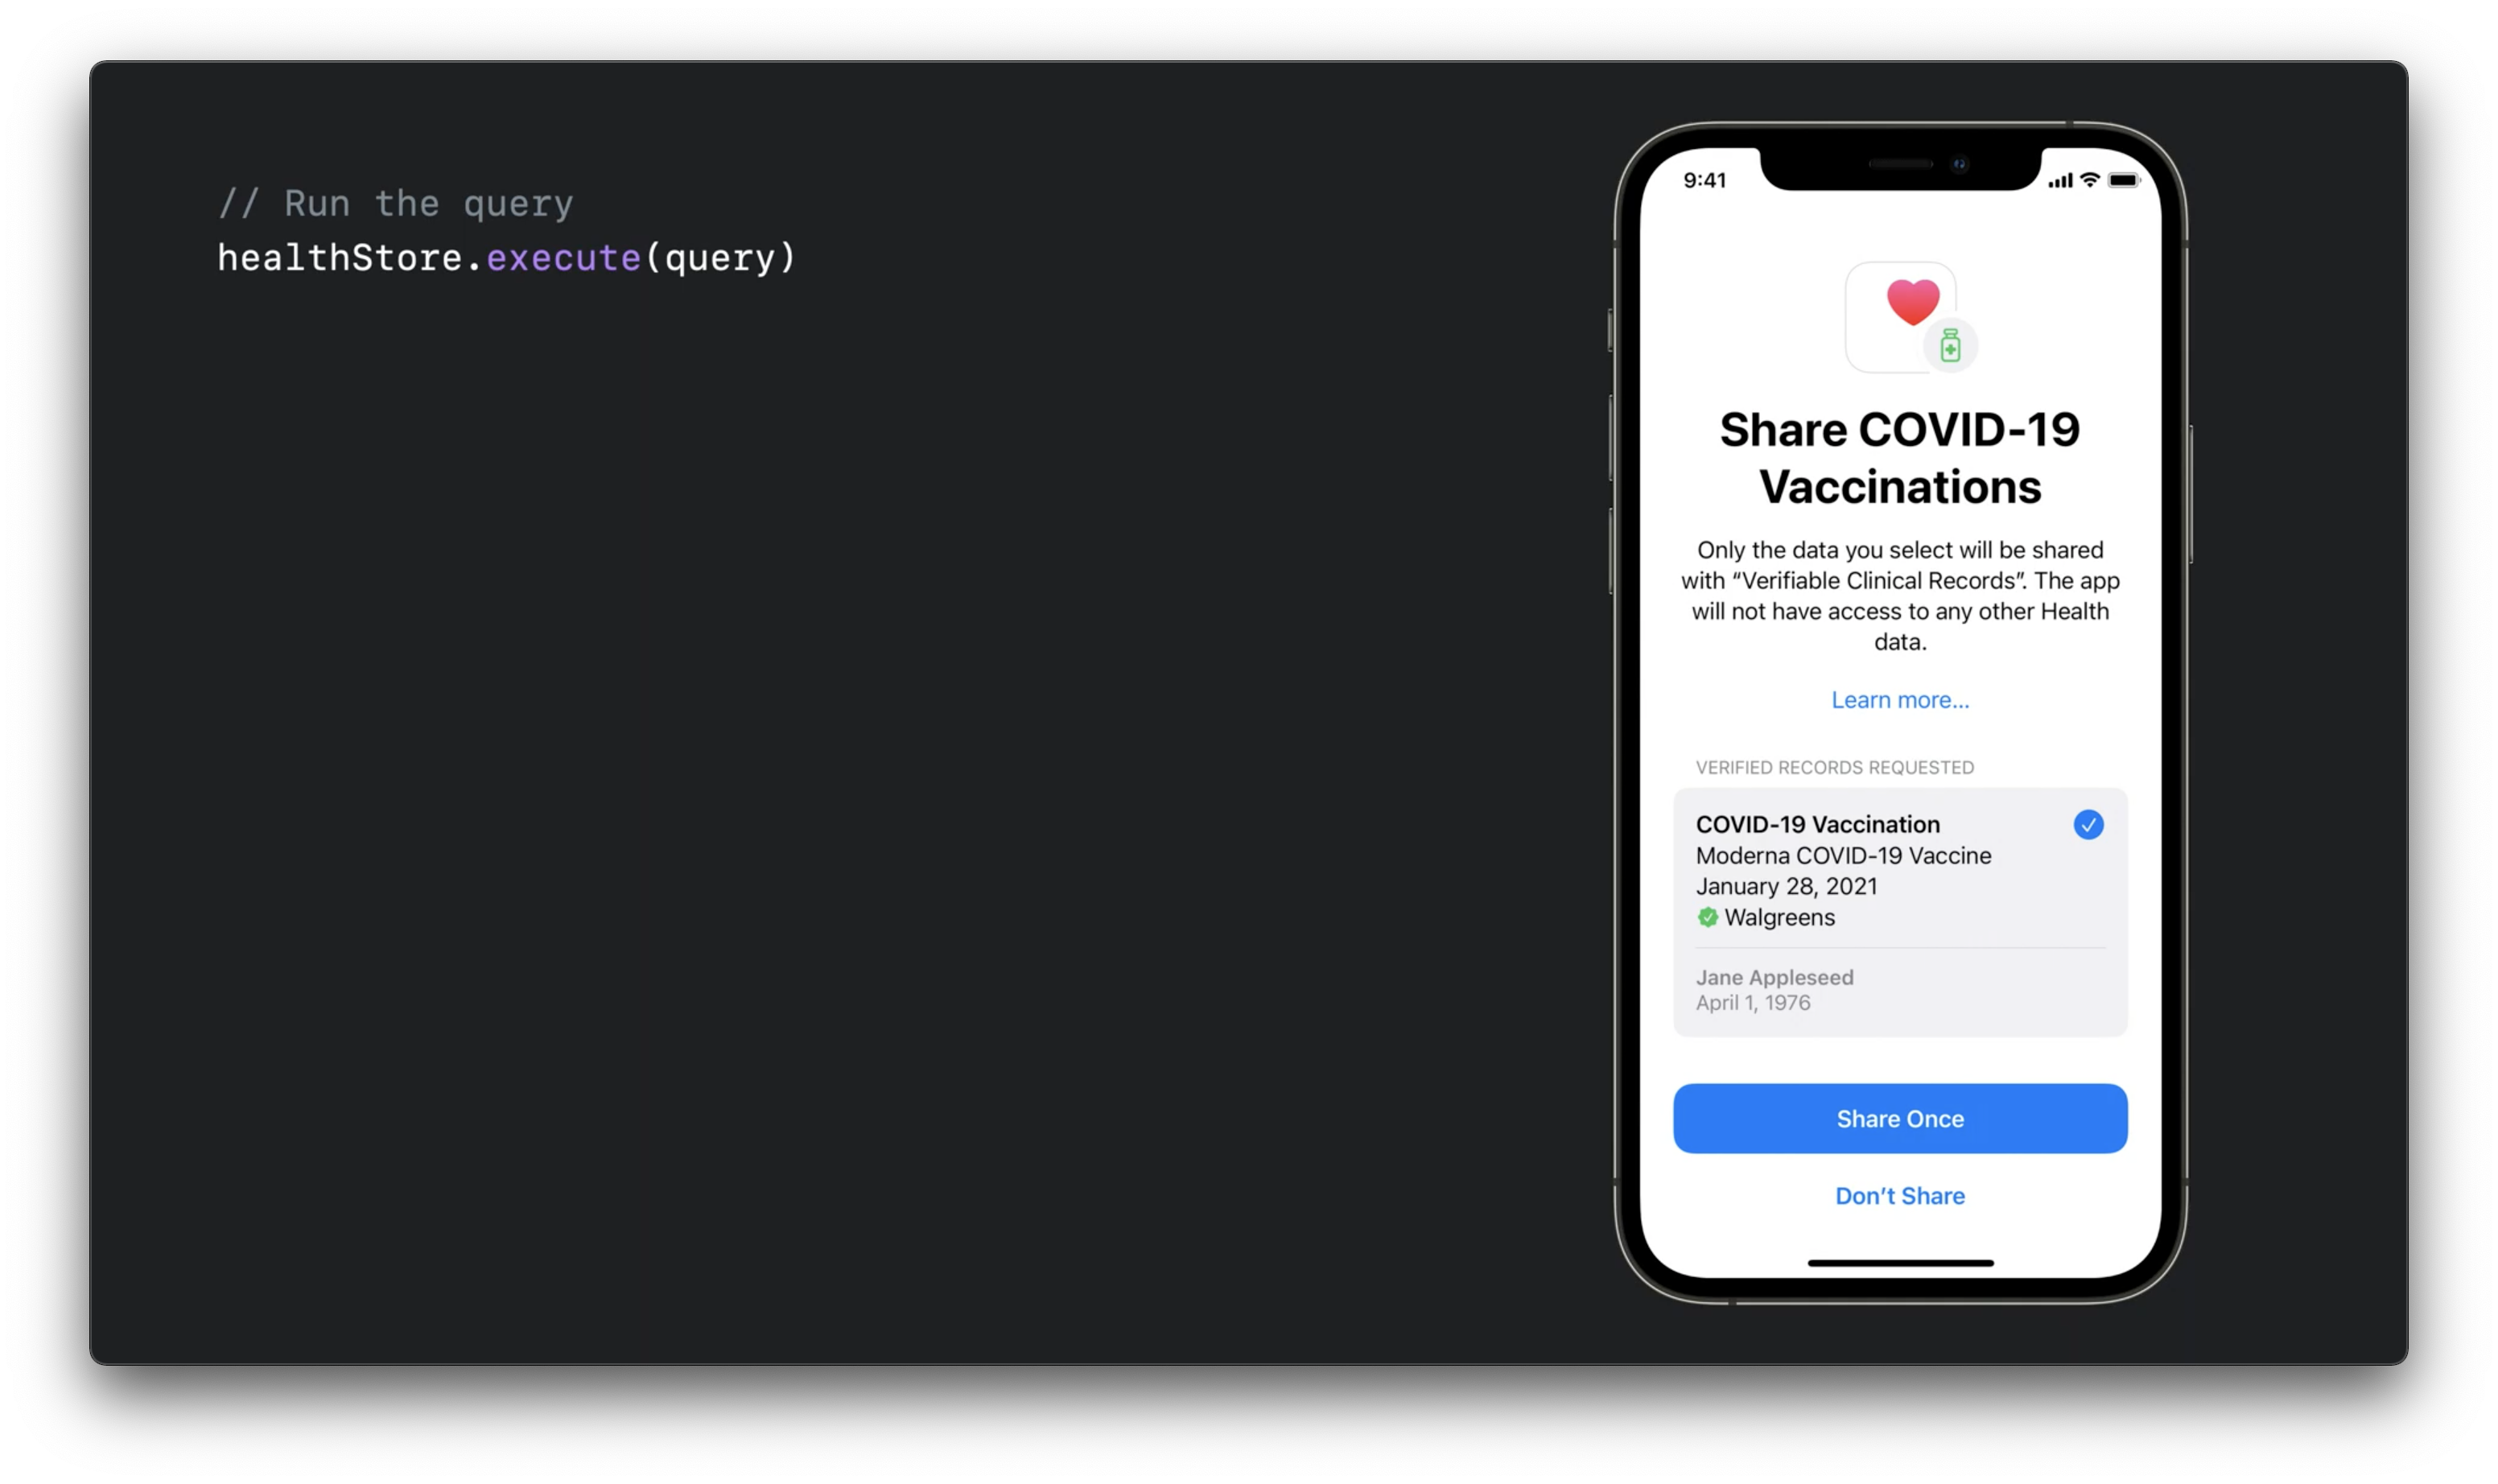 // Run the query
healthStore.execute(query)
9:41
Share COVID-19
Vaccinations
Only the data you select will be shared
with “Verifiable Clinical Records”. The app
will not have access to any other Health
data.
Learn more...
VERIFIED RECORDS REQUESTED
COVID-19 Vaccination
Moderna COVID-19 Vaccine
January 28, 2021
Walgreens
Jane Appleseed
April 1, 1976
Share Once
Don’t Share